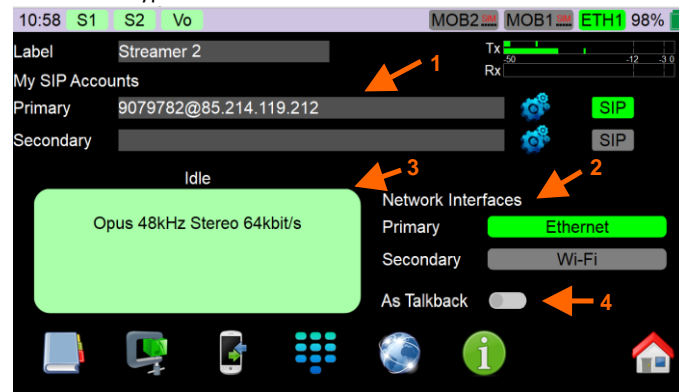 10:58 S1 S2 Vo MOB2 SIM MOB1 SIM ETH1 98%
Label Streamer 2 Tx -50 -12 -3 0
Rx
My SIP Accounts 1
Primary 9079782@85.214.119.212 SIP
Secondary SIP
Idle 3 2
Network Interfaces
Opus 48kHz Stereo 64kbit/s Primary Ethernet
Secondary Wi-Fi
As Talkback 4
i